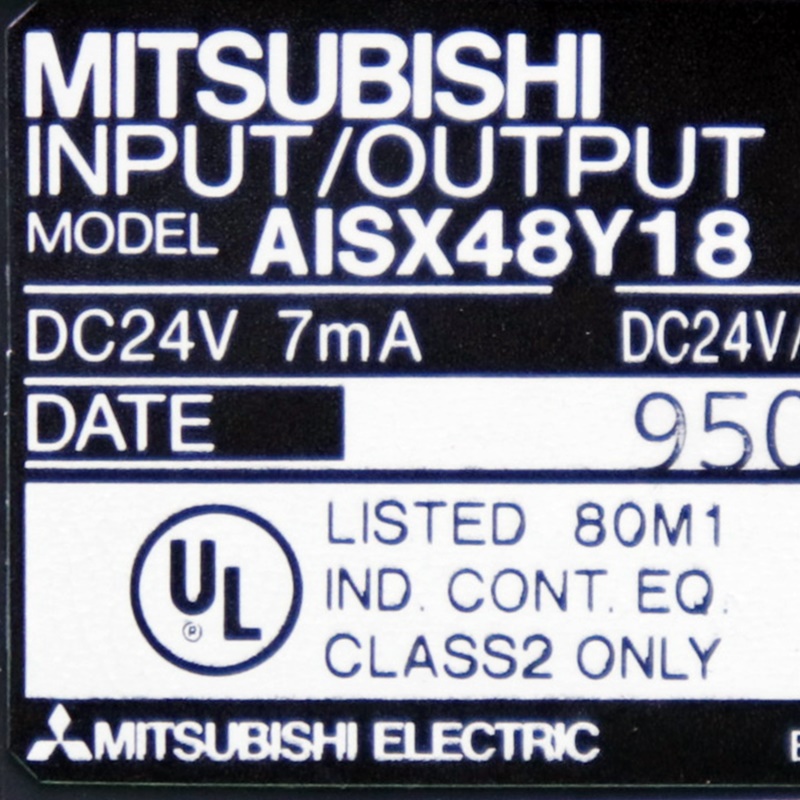 MITSUBISHI
INPUT/OUTPUT
MODEL AISX48Y18
DC24V 7mA DC24V/
DATE 950
UL LISTED 80M1
IND. CONT. EQ.
CLASS2 ONLY
MITSUBISHI ELECTRIC